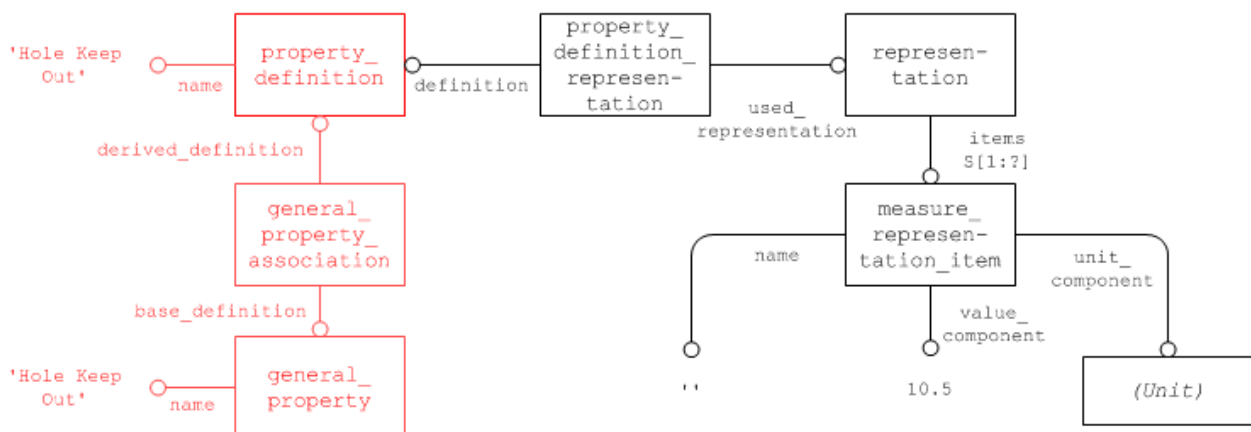 'Hole Keep
Out'
name
property_
definition
definition
property_
definition_
represen-
tation
used_
representation
represen-
tation
derived_definition
items
S[1:?]
general_
property_
association
name
measure_
represen-
tation_item
unit_
component
base_definition
value_
component
'Hole Keep
Out'
name
general_
property
''
10.5
(Unit)